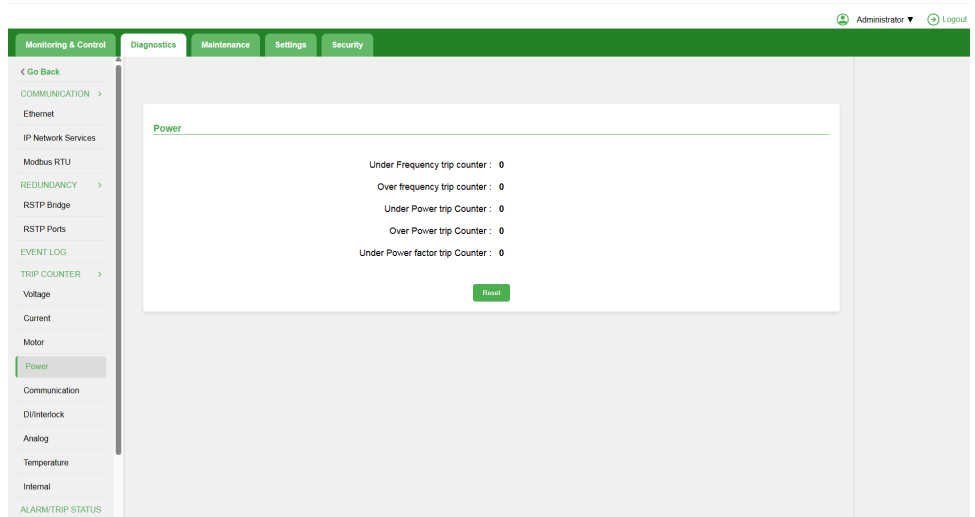 Administrator ▼ Logout
Monitoring & Control Diagnostics Maintenance Settings Security
Go Back
COMMUNICATION
Ethernet
IP Network Services
Modbus RTU
REDUNDANCY
RSTP Bridge
RSTP Ports
EVENT LOG
TRIP COUNTER
Voltage
Current
Motor
Power
Communication
DI/Interlock
Analog
Temperature
Internal
ALARM/TRIP STATUS
Power
Under Frequency trip counter : 0
Over frequency trip counter : 0
Under Power trip Counter : 0
Over Power trip Counter : 0
Under Power factor trip Counter : 0
Reset